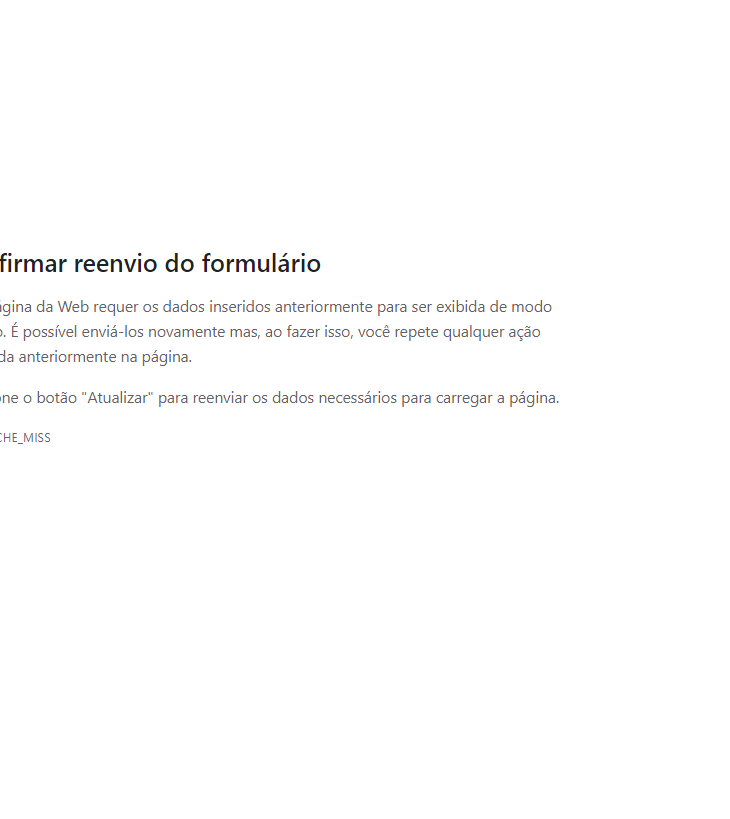 firmar reenvio do formulário
ágina da Web requer os dados inseridos anteriormente para ser exibida de modo
o. É possível enviá-los novamente mas, ao fazer isso, você repete qualquer ação
da anteriormente na página.
one o botão "Atualizar" para reenviar os dados necessários para carregar a página.
CHE_MISS